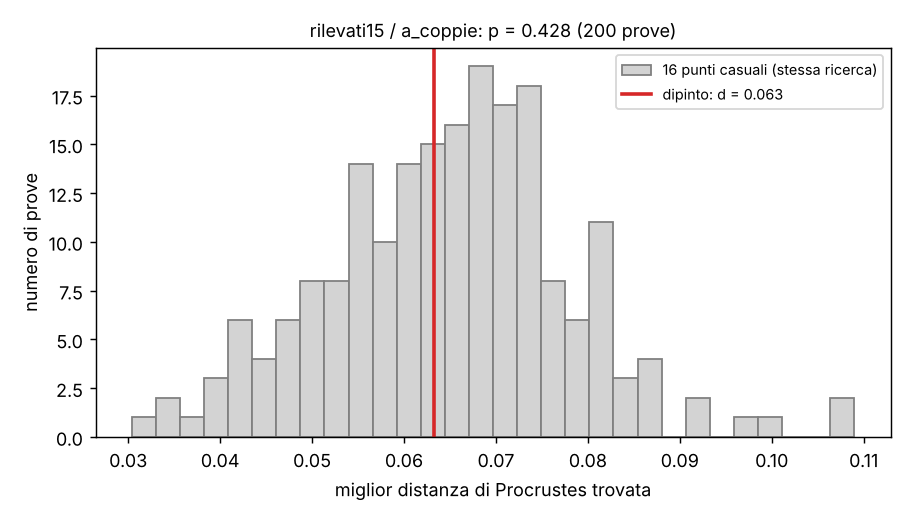 rilevati15 / a_coppie: p = 0.428 (200 prove)
16 punti casuali (stessa ricerca)
dipinto: d = 0.063
numero di prove
17.5
15.0
12.5
10.0
7.5
5.0
2.5
0.0
0.03 0.04 0.05 0.06 0.07 0.08 0.09 0.10 0.11
miglior distanza di Procrustes trovata